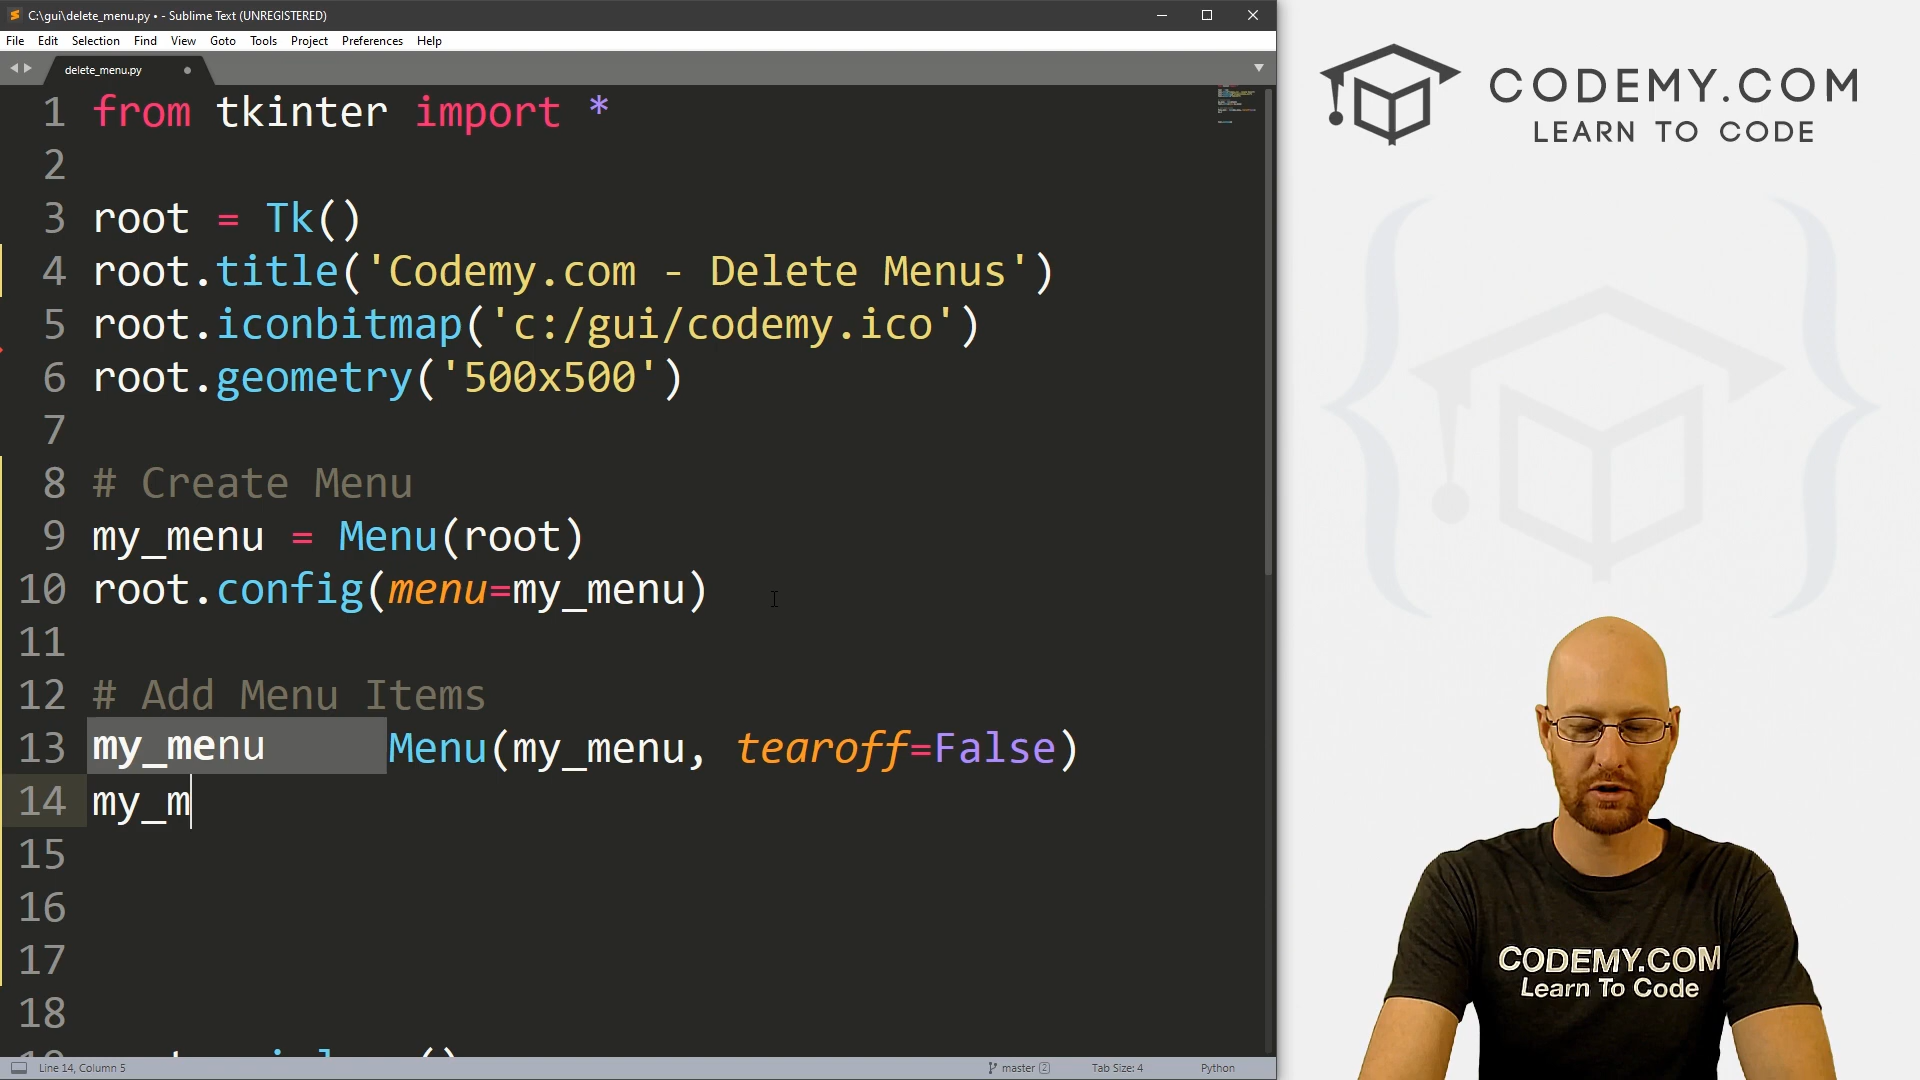 C:\gui\delete_menu.py • - Sublime Text (UNREGISTERED)
File Edit Selection Find View Goto Tools Project Preferences Help
delete_menu.py
1 from tkinter import *
2
3 root = Tk()
4 root.title('Codemy.com - Delete Menus')
5 root.iconbitmap('c:/gui/codemy.ico')
6 root.geometry('500x500')
7
8 # Create Menu
9 my_menu = Menu(root)
10 root.config(menu=my_menu)
11
12 # Add Menu Items
13 Menu(my_menu, tearoff=False)
my_menu
14 my_m
15
16
17
18
Line 14, Column 5
master 2
Tab Size: 4
Python
CODEMY.COM
LEARN TO CODE
CODEMY.COM
Learn To Code